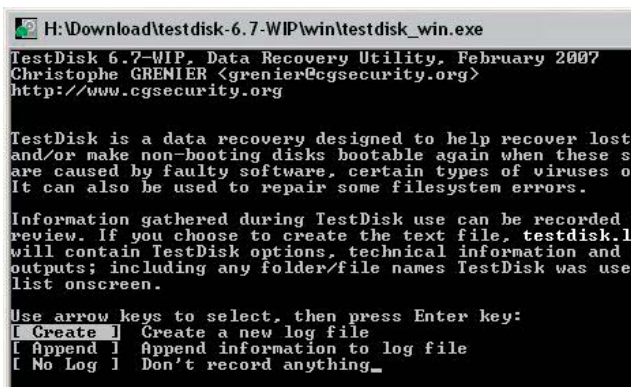 H:\Download\testdisk-6.7-WIP\win\testdisk_win.exe
TestDisk 6.7-WIP, Data Recovery Utility, February 2007
Christophe GRENIER <grenier@cgsecurity.org>
http://www.cgsecurity.org
TestDisk is a data recovery designed to help recover lost
and/or make non-booting disks bootable again when these s
are caused by faulty software, certain types of viruses o
It can also be used to repair some filesystem errors.
Information gathered during TestDisk use can be recorded
review. If you choose to create the text file, testdisk.l
will contain TestDisk options, technical information and
outputs; including any folder/file names TestDisk was use
list onscreen.
Use arrow keys to select, then press Enter key:
[ Create ] Create a new log file
[ Append ] Append information to log file
[ No Log ] Don't record anything_